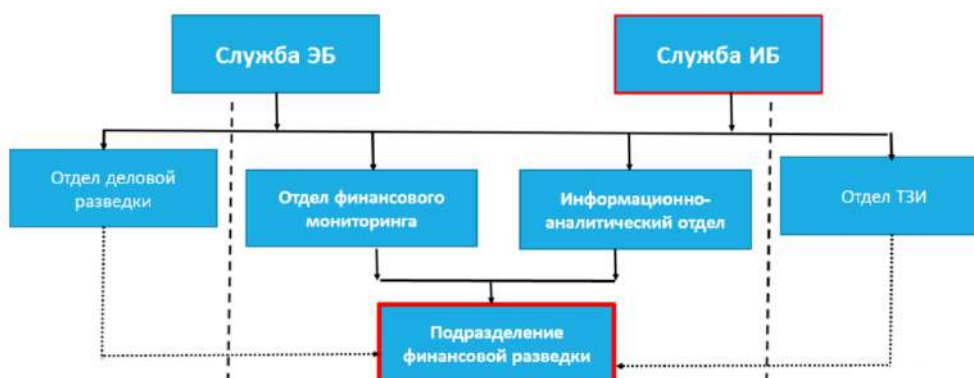 Служба ЭБ
Служба ИБ
Отдел деловой
разведки
Отдел финансового
мониторинга
Информационно-
аналитический отдел
Отдел ТЗИ
Подразделение
финансовой разведки